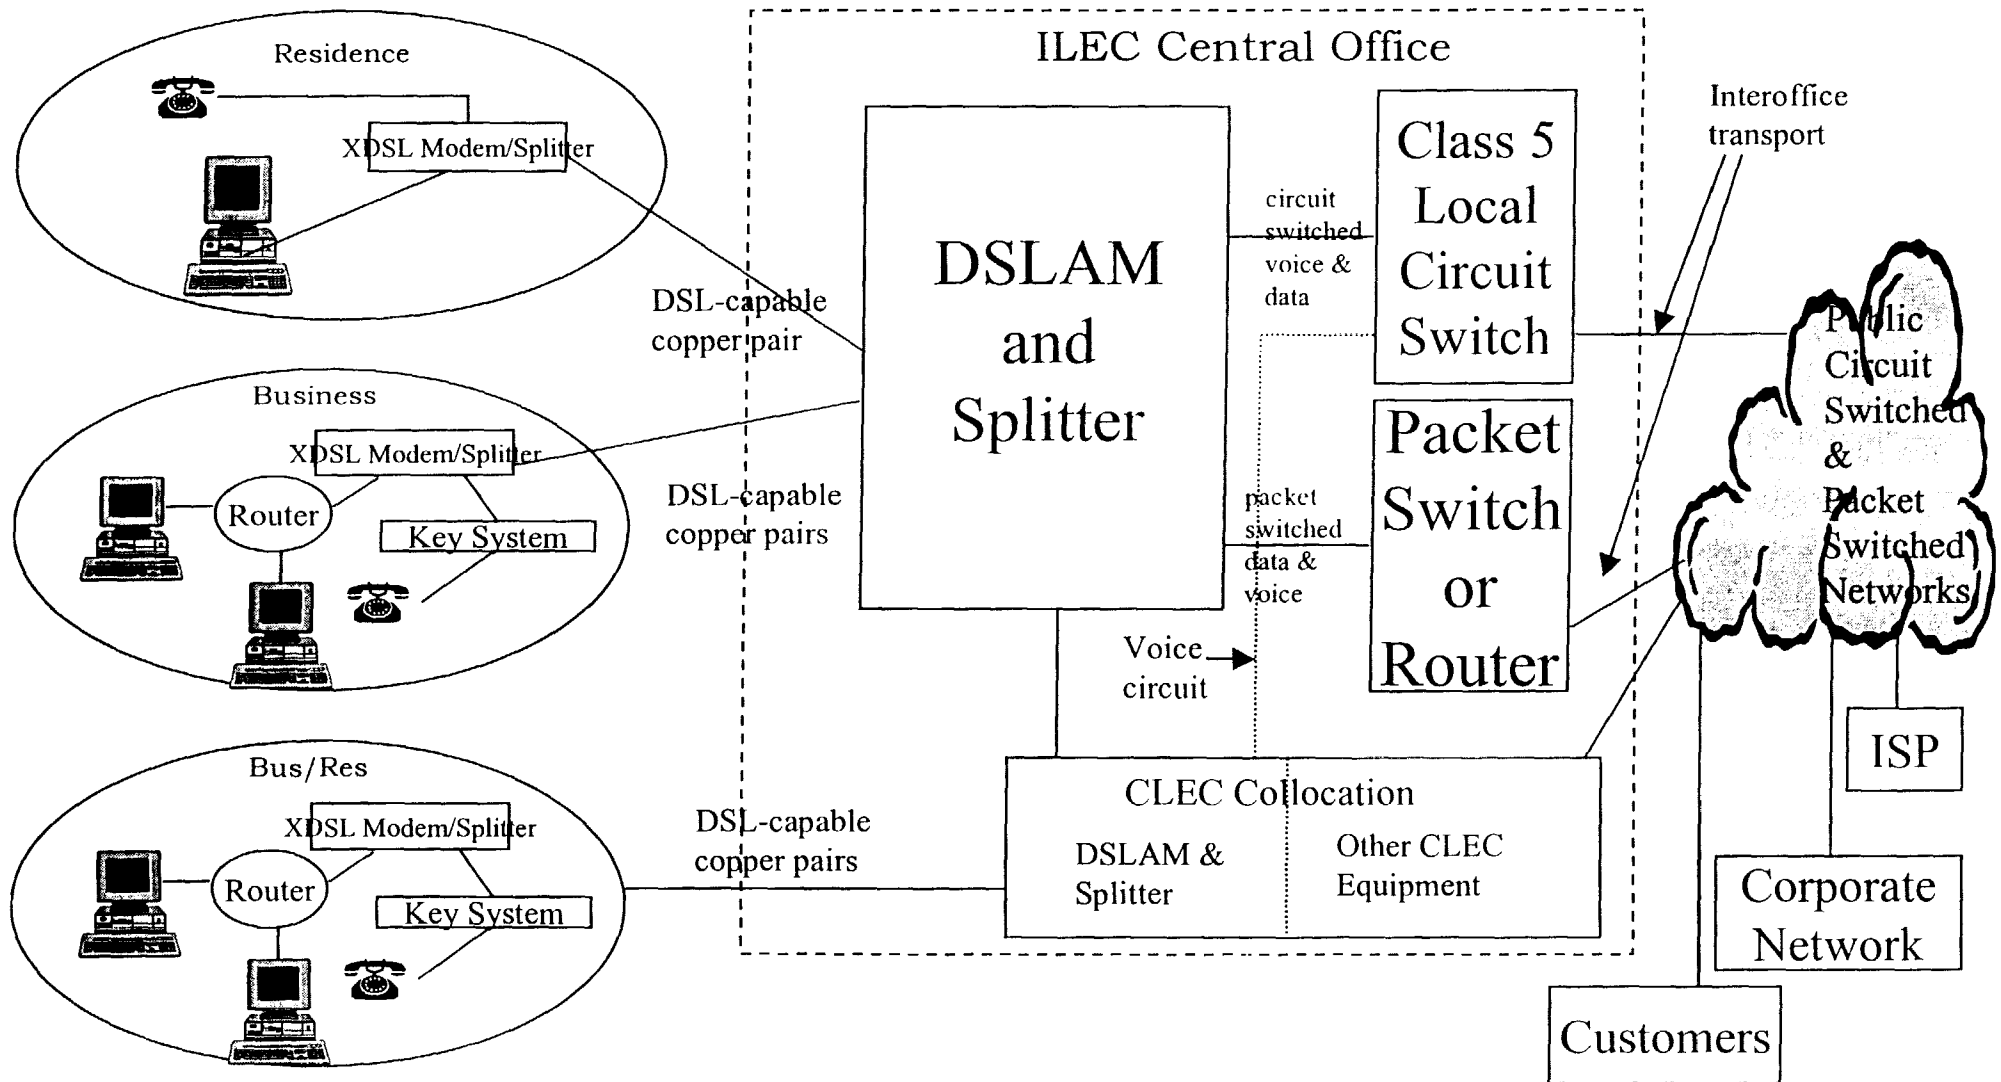 ILEC Central Office
Residence
XDSL Modem/Splitter
DSL-capable
copper pair
Business
XDSL Modem/Splitter
Router
Key System
DSL-capable
copper pairs
Bus/Res
XDSL Modem/Splitter
Router
Key System
DSL-capable
copper pairs
DSLAM
and
Splitter
circuit
switched
voice &
data
Class 5
Local
Circuit
Switch
packet
switched
data &
voice
Packet
Switch
or
Router
Voice
circuit
CLEC Collocation
DSLAM &
Splitter
Other CLEC
Equipment
Interoffice
transport
Public
Circuit
Switched
&
Packet
Switched
Networks
ISP
Corporate
Network
Customers